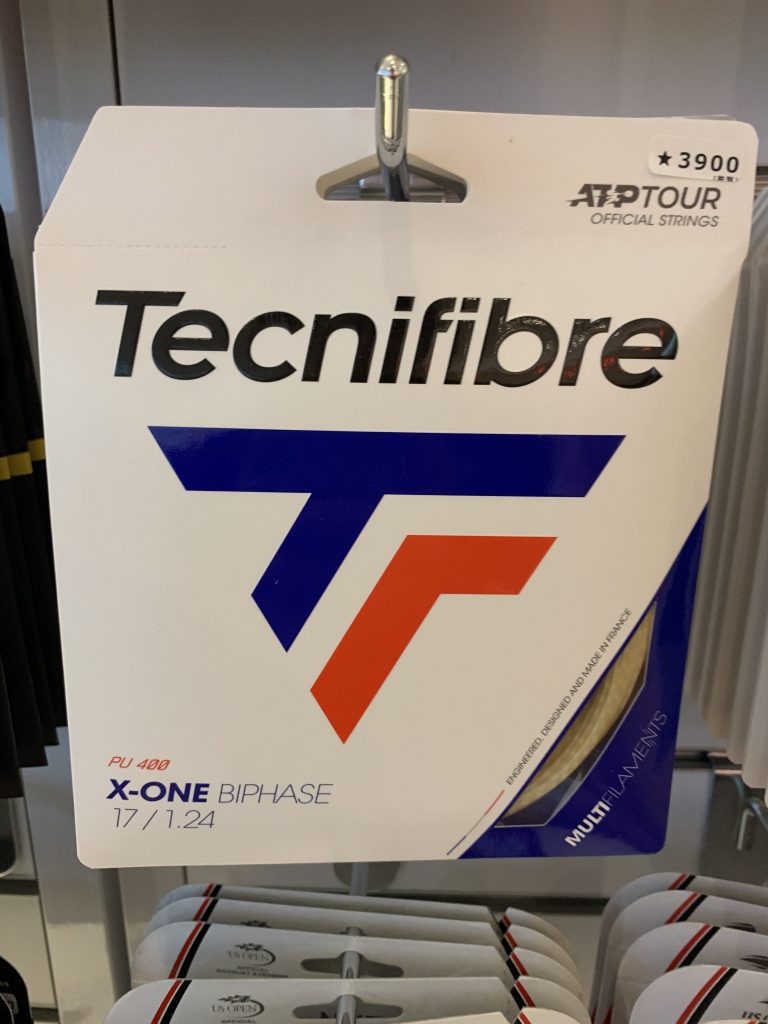 ★3900
ATP TOUR
OFFICIAL STRINGS
Tecnifibre
ENGINEERED, DESIGNED AND MADE IN FRANCE
PU 400
X-ONE BIPHASE
17 / 1.24
MULTIFILAMENTS
US OPEN
US OPEN
OFFICIAL